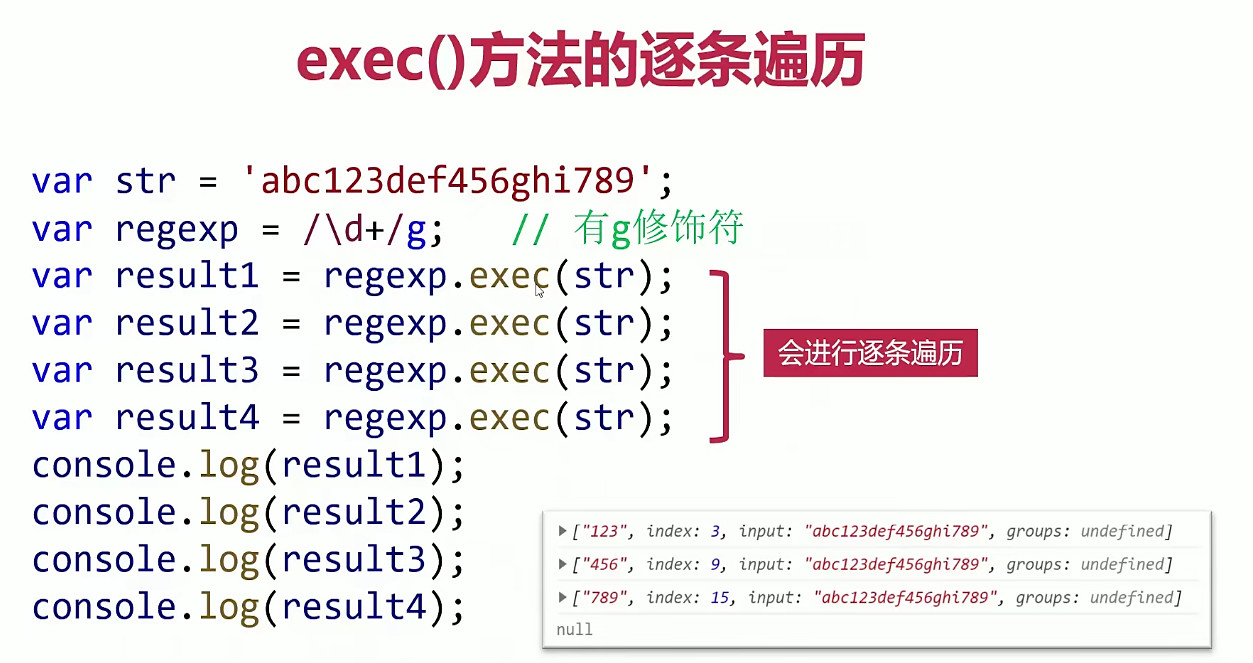 exec()方法的逐条遍历
var str = 'abc123def456ghi789';
var regexp = /\d+/g;   // 有g修饰符
var result1 = regexp.exec(str);
var result2 = regexp.exec(str);
var result3 = regexp.exec(str);
var result4 = regexp.exec(str);
会进行逐条遍历
console.log(result1);
console.log(result2);
console.log(result3);
console.log(result4);
["123", index: 3, input: "abc123def456ghi789", groups: undefined]
["456", index: 9, input: "abc123def456ghi789", groups: undefined]
["789", index: 15, input: "abc123def456ghi789", groups: undefined]
null